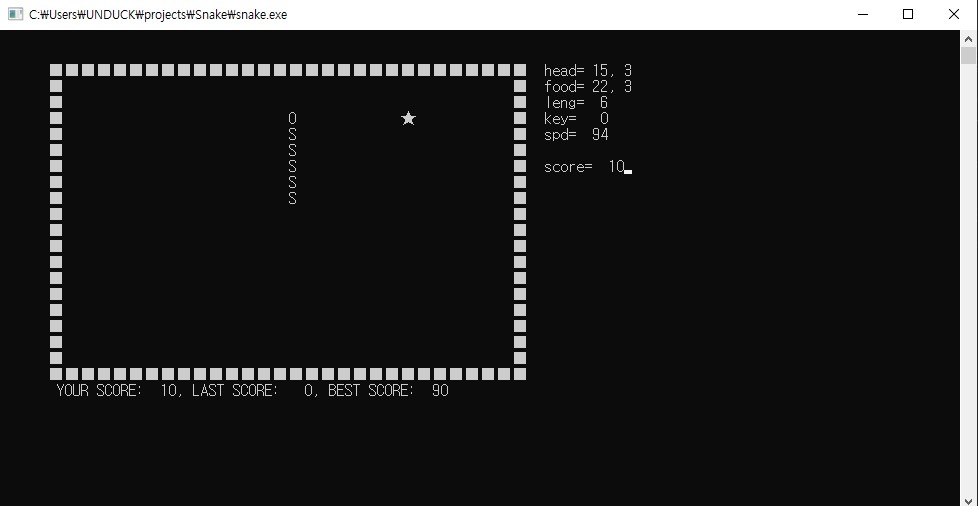 C:₩Users₩UNDUCK₩projects₩Snake₩snake.exe
head= 15, 3
food= 22, 3
leng=  6
key=   0
spd=  94
score=  10
O
S
S
S
S
S
YOUR SCORE:  10, LAST SCORE:   0, BEST SCORE:  90